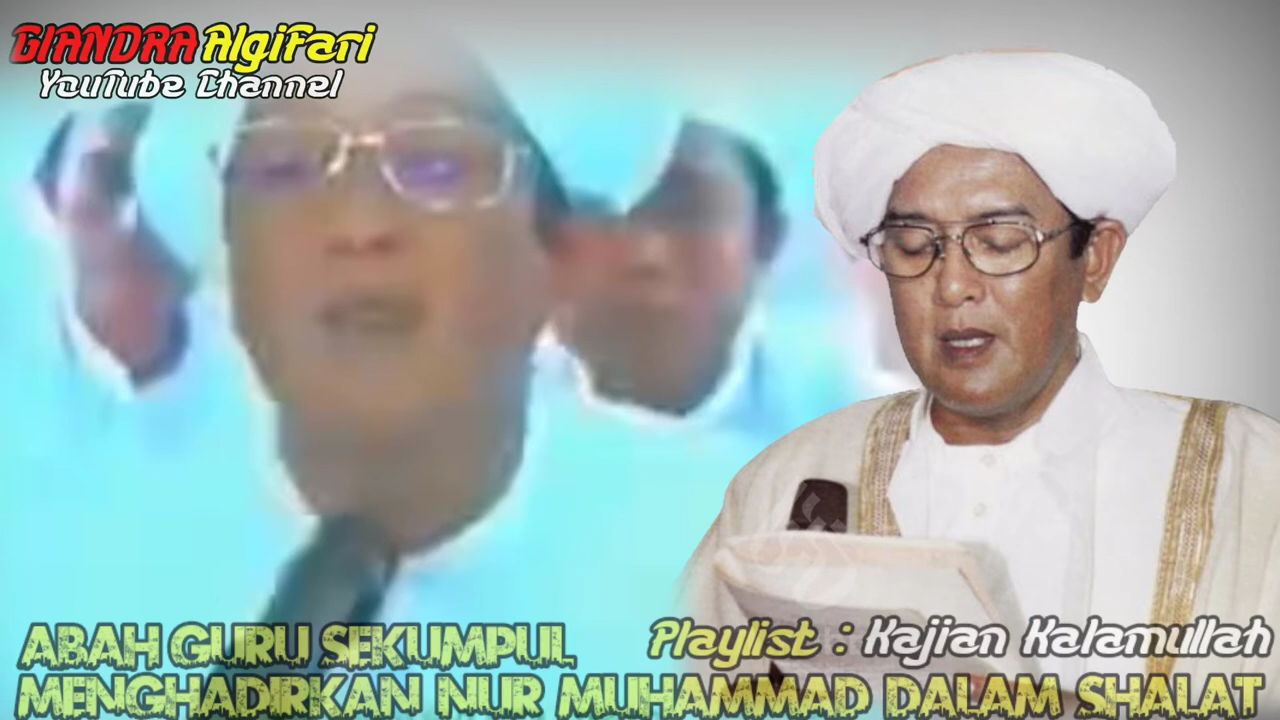 GIANDRA AlgiFari
YouTube Channel
ABAH GURU SEKUMPUL
Playlist : Kajian Kalamullah
MENGHADIRKAN NUR MUHAMMAD DALAM SHALAT